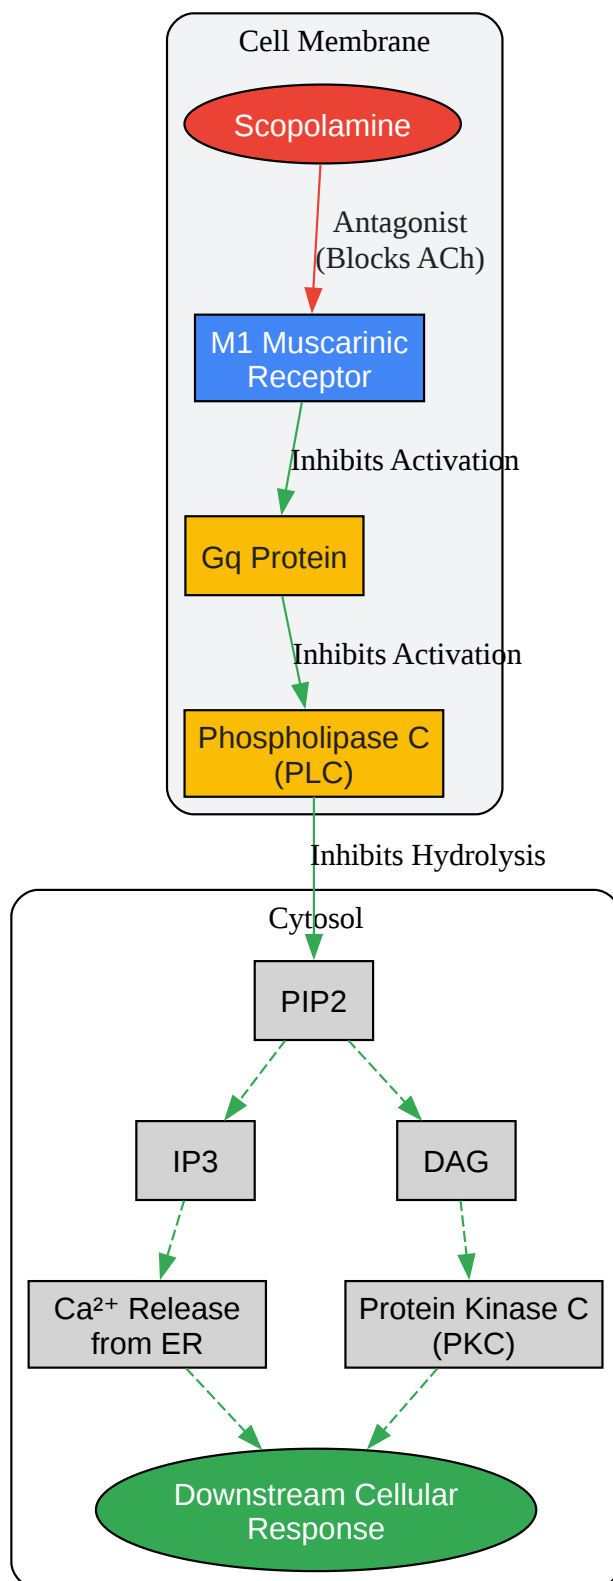 Cell Membrane
Scopolamine
Antagonist
(Blocks ACh)
M1 Muscarinic
Receptor
Inhibits Activation
Gq Protein
Inhibits Activation
Phospholipase C
(PLC)
Inhibits Hydrolysis
Cytosol
PIP2
IP3
DAG
Ca²⁺ Release
from ER
Protein Kinase C
(PKC)
Downstream Cellular
Response